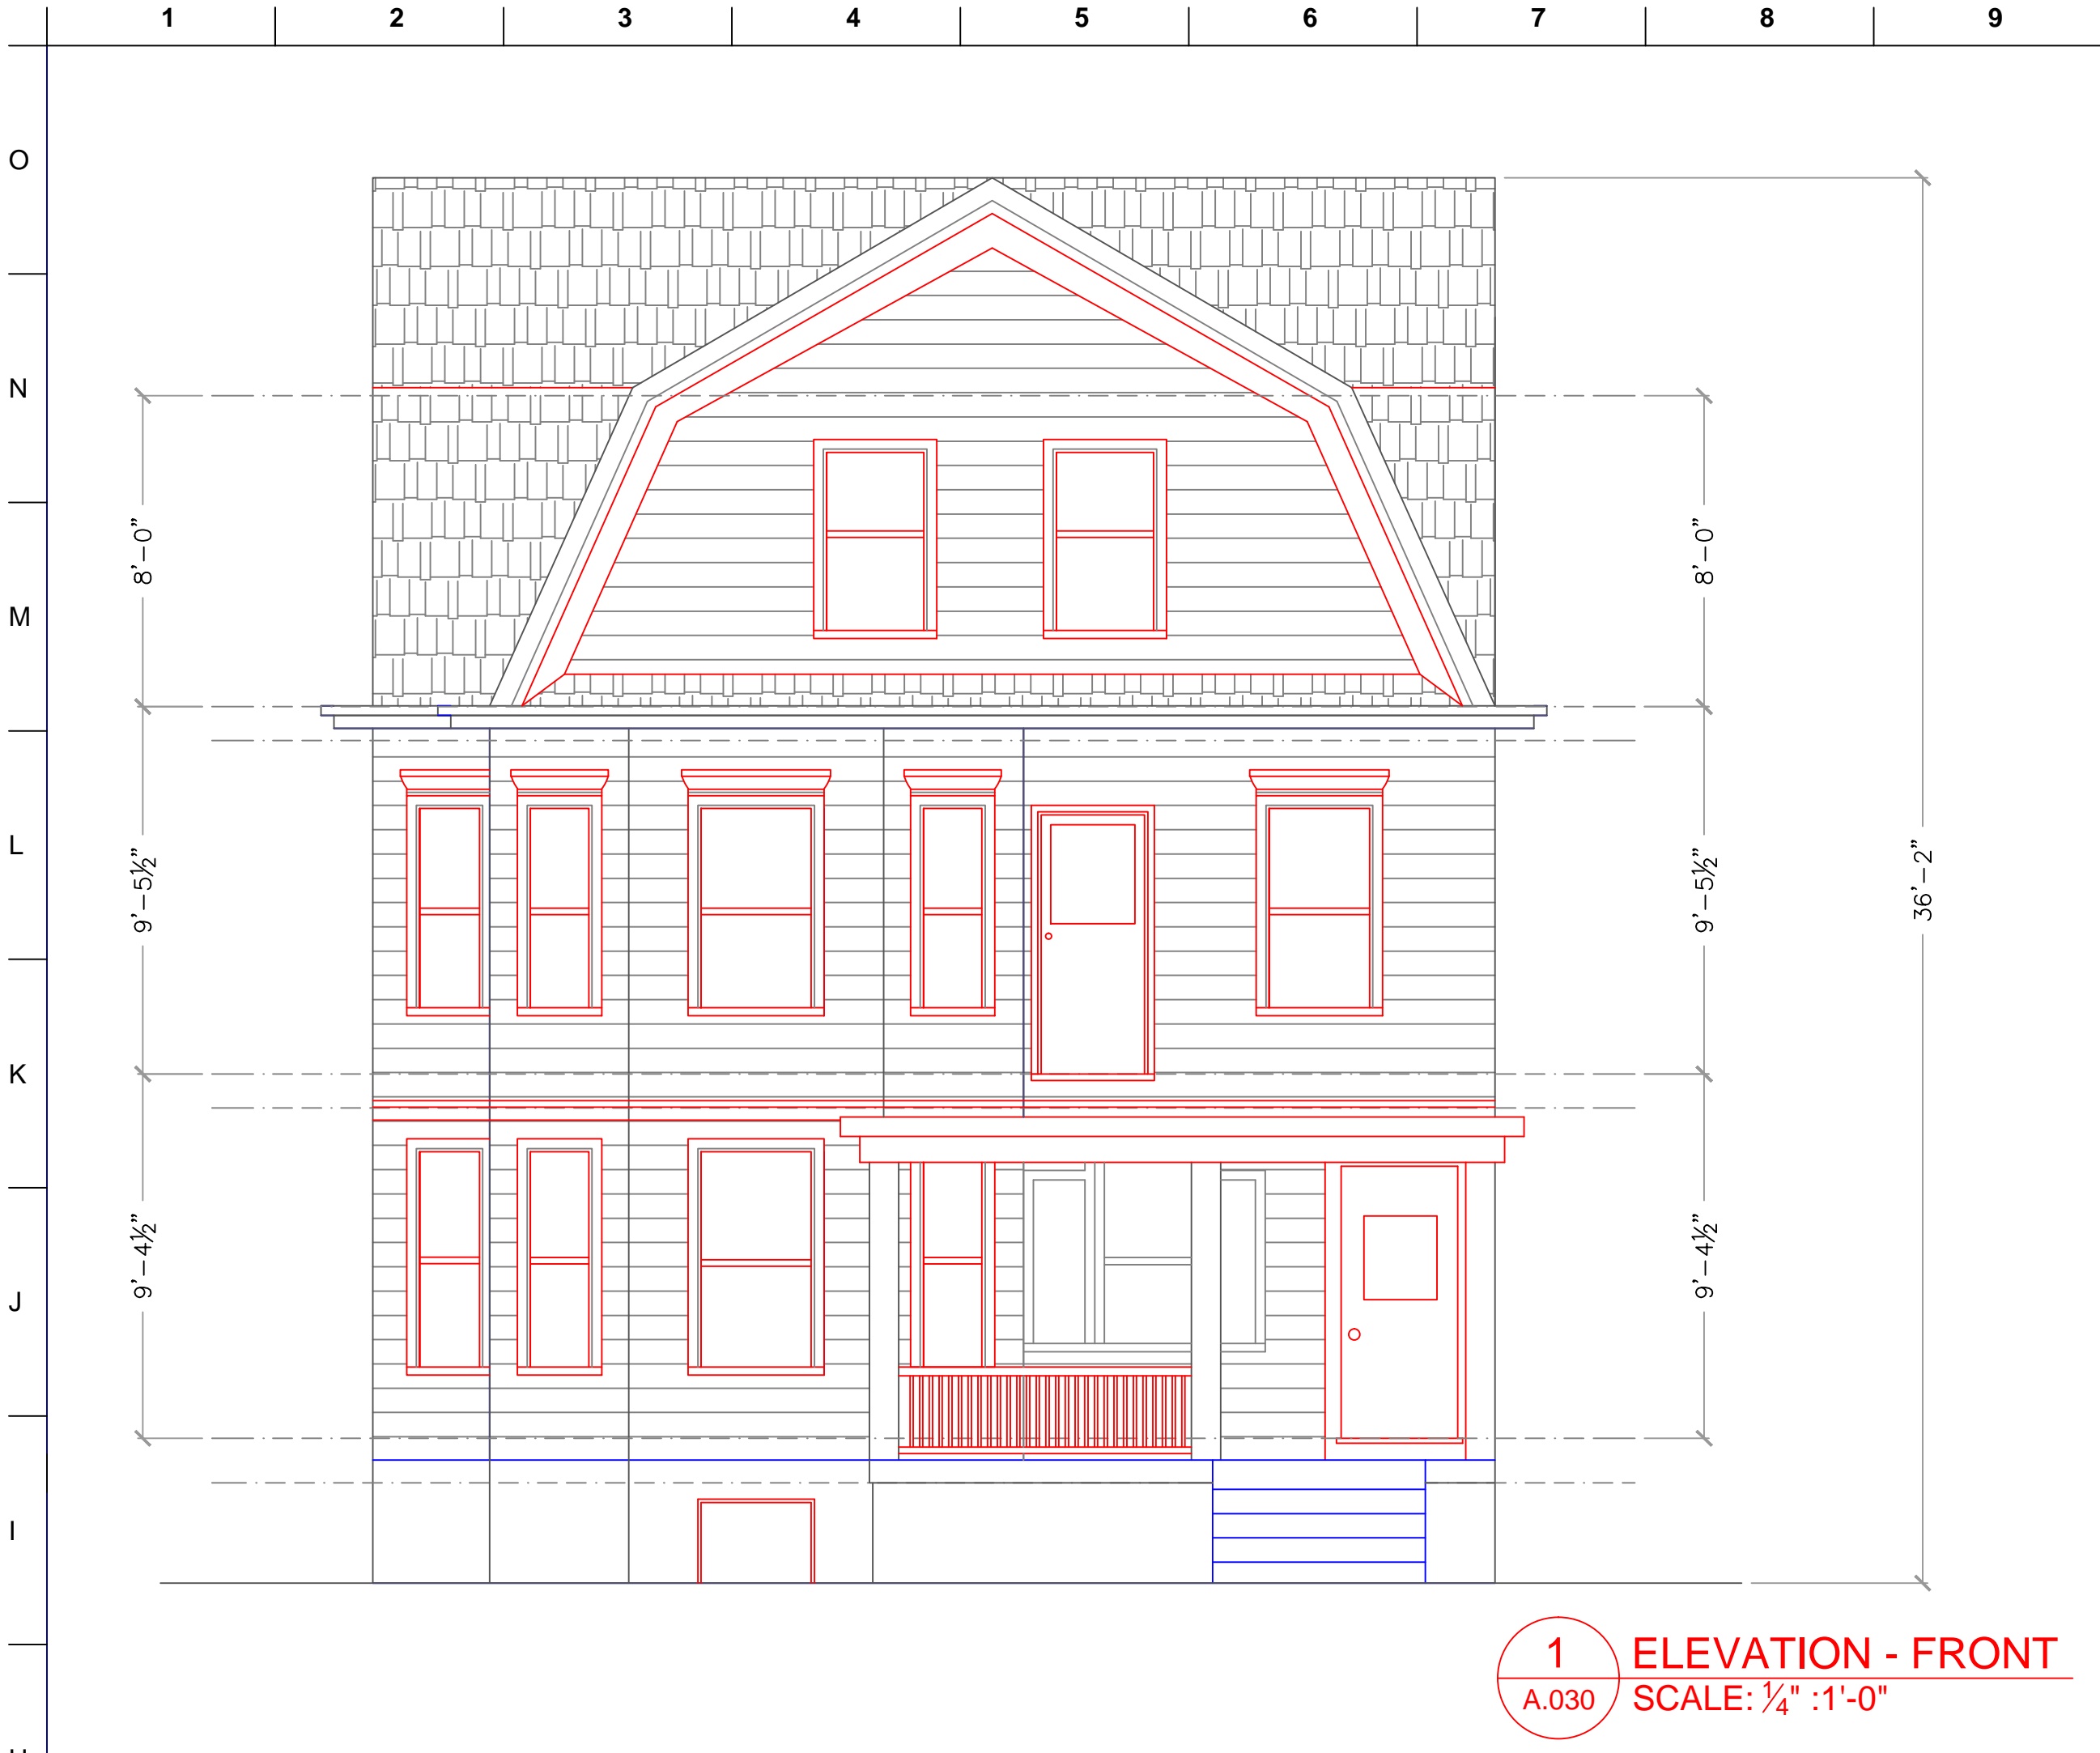 1 2 3 4 5 6 7 8 9
O
N
M
L
K
J
I
8'-0"
9'-5½"
9'-4½"
8'-0"
9'-5½"
9'-4½"
36'-2"
1
A.030
ELEVATION - FRONT
SCALE: ¼" :1'-0"